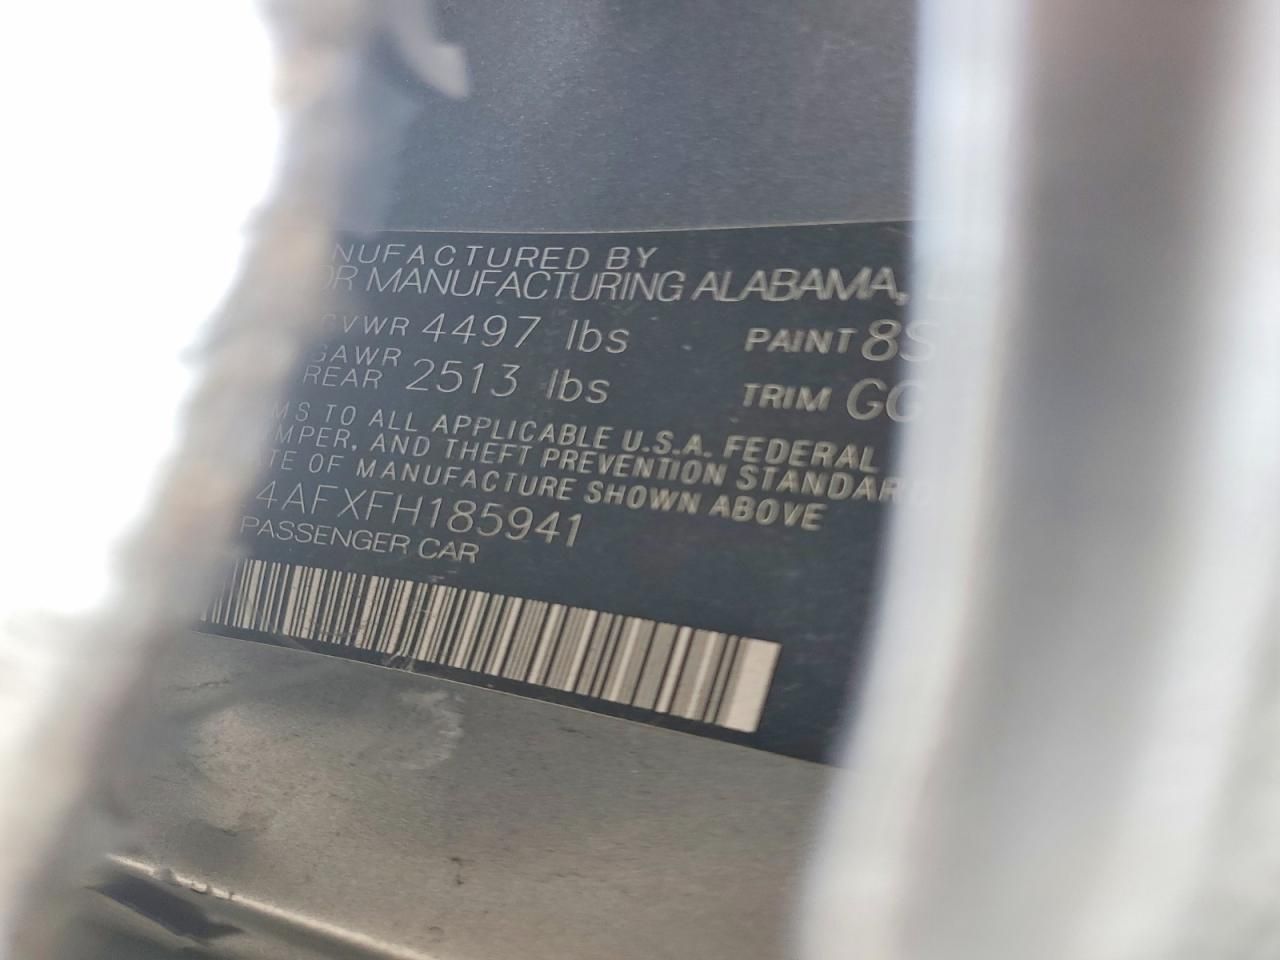 NUFACTURED BY
OR MANUFACTURING ALABAMA,
GVWR 4497 lbs PAINT 8S
GAWR
REAR 2513 lbs TRIM GG
MS TO ALL APPLICABLE U.S.A. FEDERAL
MPER, AND THEFT PREVENTION STANDARD
TE OF MANUFACTURE SHOWN ABOVE
4AFXFH185941
PASSENGER CAR